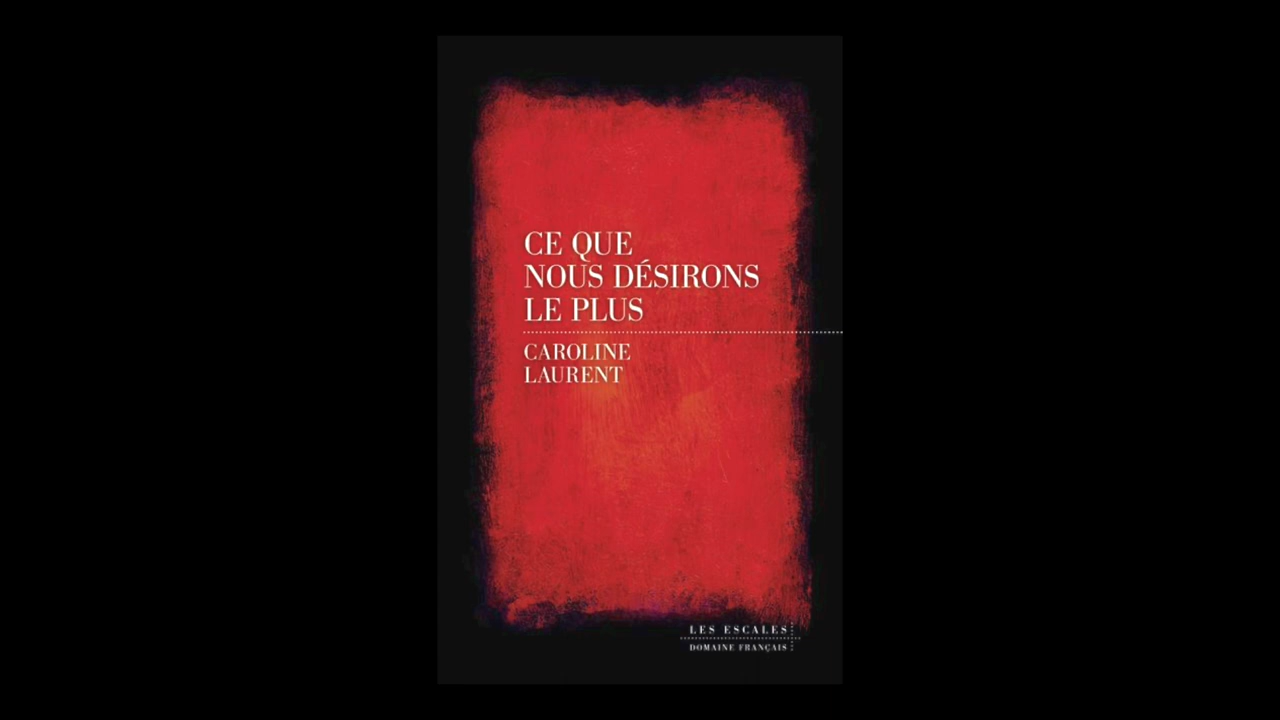 CE QUE
NOUS DÉSIRONS
LE PLUS
CAROLINE
LAURENT
LES ESCALES
DOMAINE FRANÇAIS